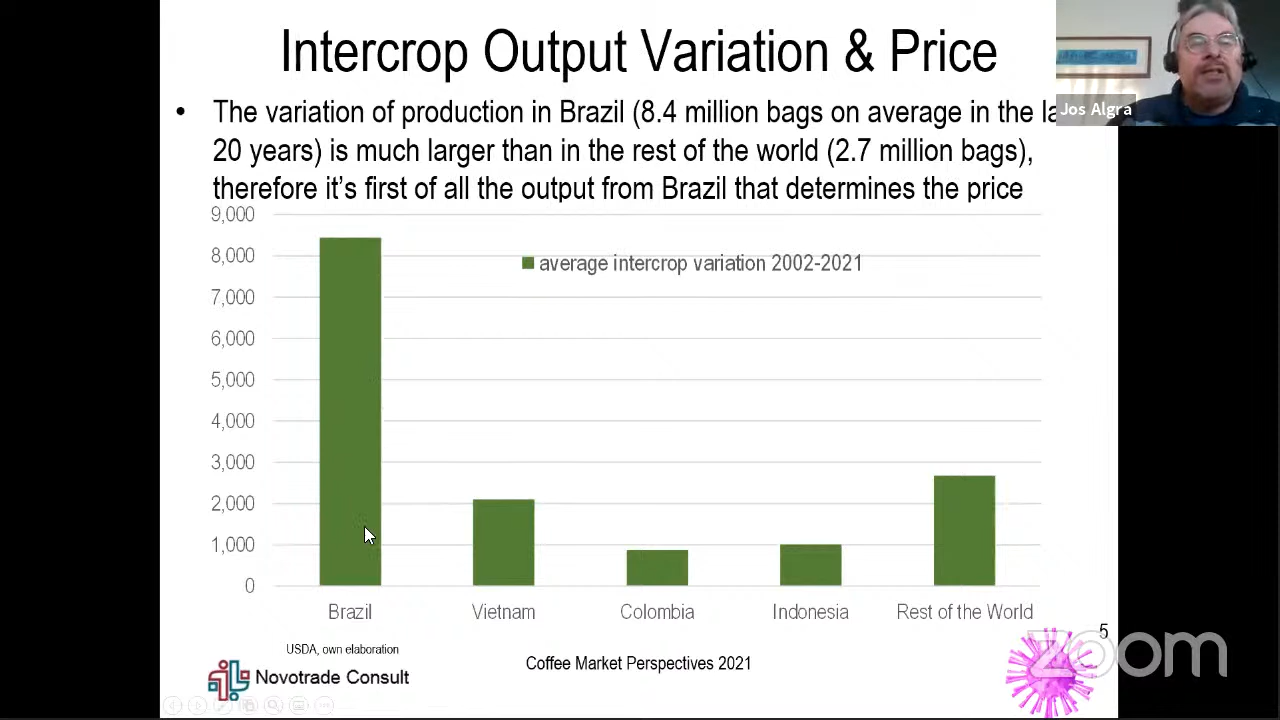 Intercrop Output Variation & Price
• The variation of production in Brazil (8.4 million bags on average in the
20 years) is much larger than in the rest of the world (2.7 million bags),
therefore it's first of all the output from Brazil that determines the price
Jos Algra
9,000
8,000
7,000
6,000
5,000
4,000
3,000
2,000
1,000
0
average intercrop variation 2002-2021
Brazil Vietnam Colombia Indonesia Rest of the World
5
USDA, own elaboration
Novotrade Consult
Coffee Market Perspectives 2021
zoom